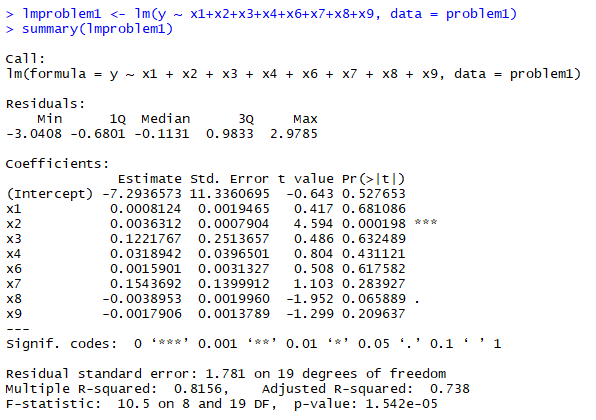 > lmproblem1 <- lm(y ~ x1+x2+x3+x4+x6+x7+x8+x9, data = problem1)
> summary(lmproblem1)

Call:
lm(formula = y ~ x1 + x2 + x3 + x4 + x6 + x7 + x8 + x9, data = problem1)

Residuals:
    Min      1Q  Median      3Q     Max
-3.0408 -0.6801 -0.1131  0.9833  2.9785

Coefficients:
              Estimate Std. Error t value Pr(>|t|)
(Intercept) -7.2936573 11.3360695  -0.643 0.527653
x1           0.0008124  0.0019465   0.417 0.681086
x2           0.0036312  0.0007904   4.594 0.000198 ***
x3           0.1221767  0.2513657   0.486 0.632489
x4           0.0318942  0.0396501   0.804 0.431121
x6           0.0015901  0.0031327   0.508 0.617582
x7           0.1543692  0.1399912   1.103 0.283927
x8          -0.0038953  0.0019960  -1.952 0.065889 .
x9          -0.0017906  0.0013789  -1.299 0.209637
---
Signif. codes:  0 ‘***’ 0.001 ‘**’ 0.01 ‘*’ 0.05 ‘.’ 0.1 ‘ ’ 1

Residual standard error: 1.781 on 19 degrees of freedom
Multiple R-squared:  0.8156,    Adjusted R-squared:  0.738
F-statistic:  10.5 on 8 and 19 DF,  p-value: 1.542e-05